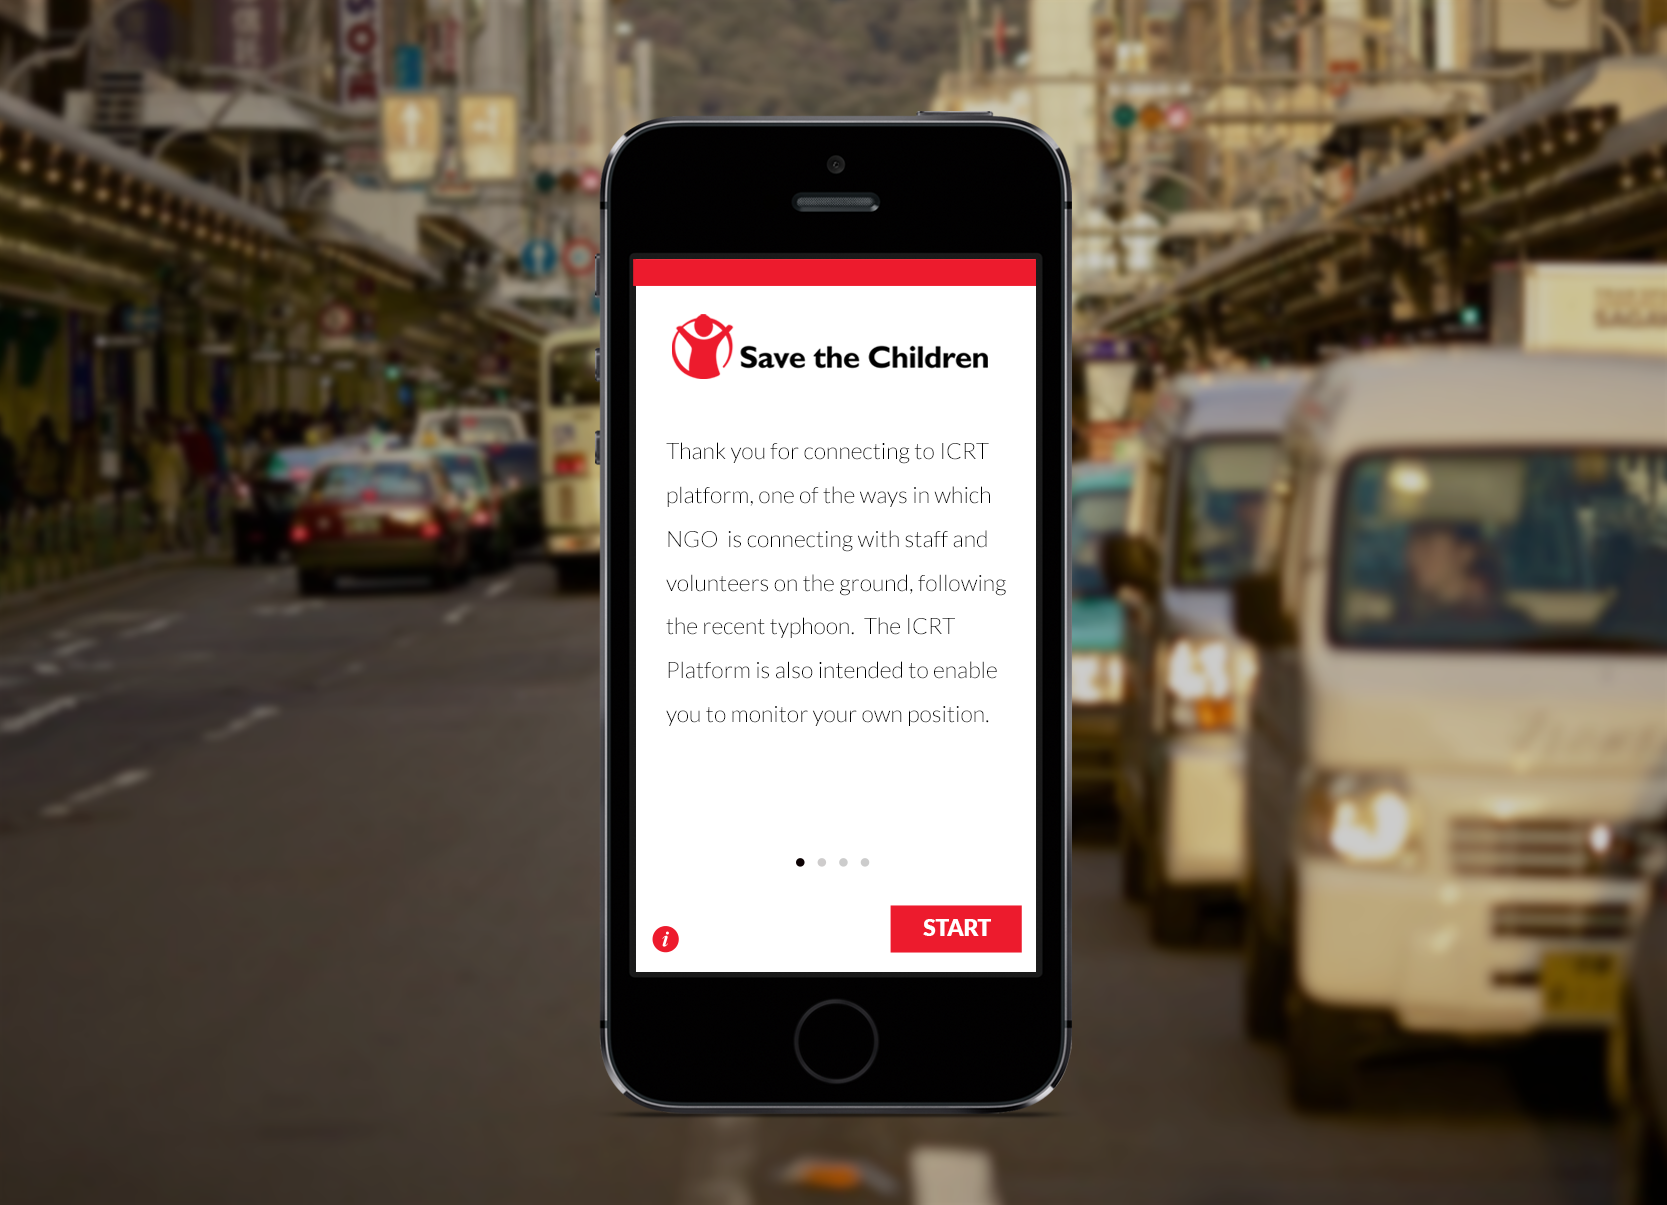 Save the Children
Thank you for connecting to ICRT
platform, one of the ways in which
NGO  is connecting with staff and
volunteers on the ground, following
the recent typhoon.  The ICRT
Platform is also intended to enable
you to monitor your own position.
i
START